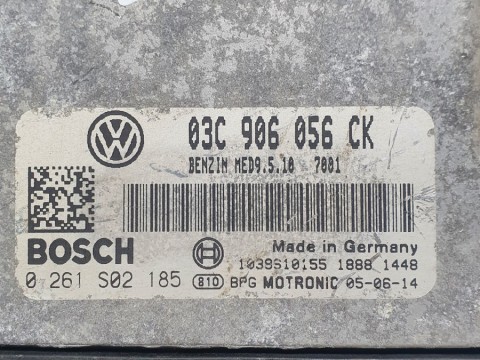 03C 906 056 CK
BENZIN MED9.5.10 7001
BOSCH
Made in Germany
1039S10155 1888 1448
0 261 S02 185 810 BPG MOTRONIC 05-06-14